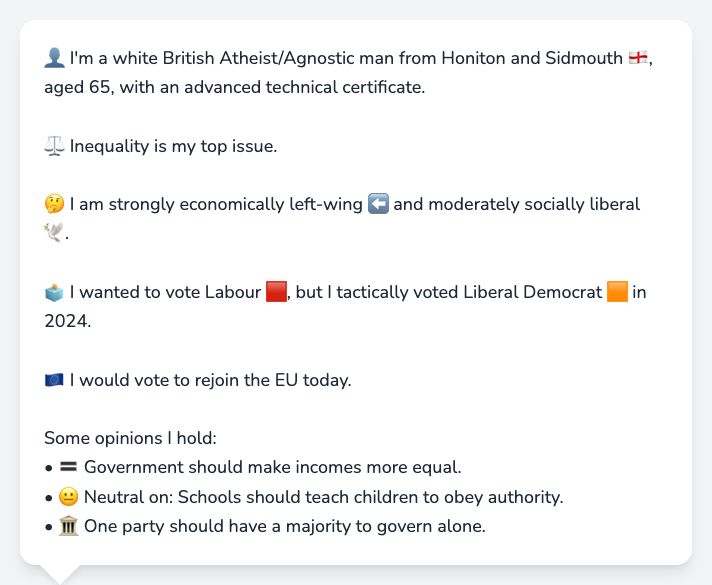 👤 I'm a white British Atheist/Agnostic man from Honiton and Sidmouth 🏴󠁧󠁢󠁥󠁮󠁧󠁿,
aged 65, with an advanced technical certificate.
⚖️ Inequality is my top issue.
🤔 I am strongly economically left-wing ⬅️ and moderately socially liberal
🕊️.
🗳️ I wanted to vote Labour 🟥, but I tactically voted Liberal Democrat 🟧 in
2024.
🇪🇺 I would vote to rejoin the EU today.
Some opinions I hold:
• 🟰 Government should make incomes more equal.
• 😐 Neutral on: Schools should teach children to obey authority.
• 🏛️ One party should have a majority to govern alone.